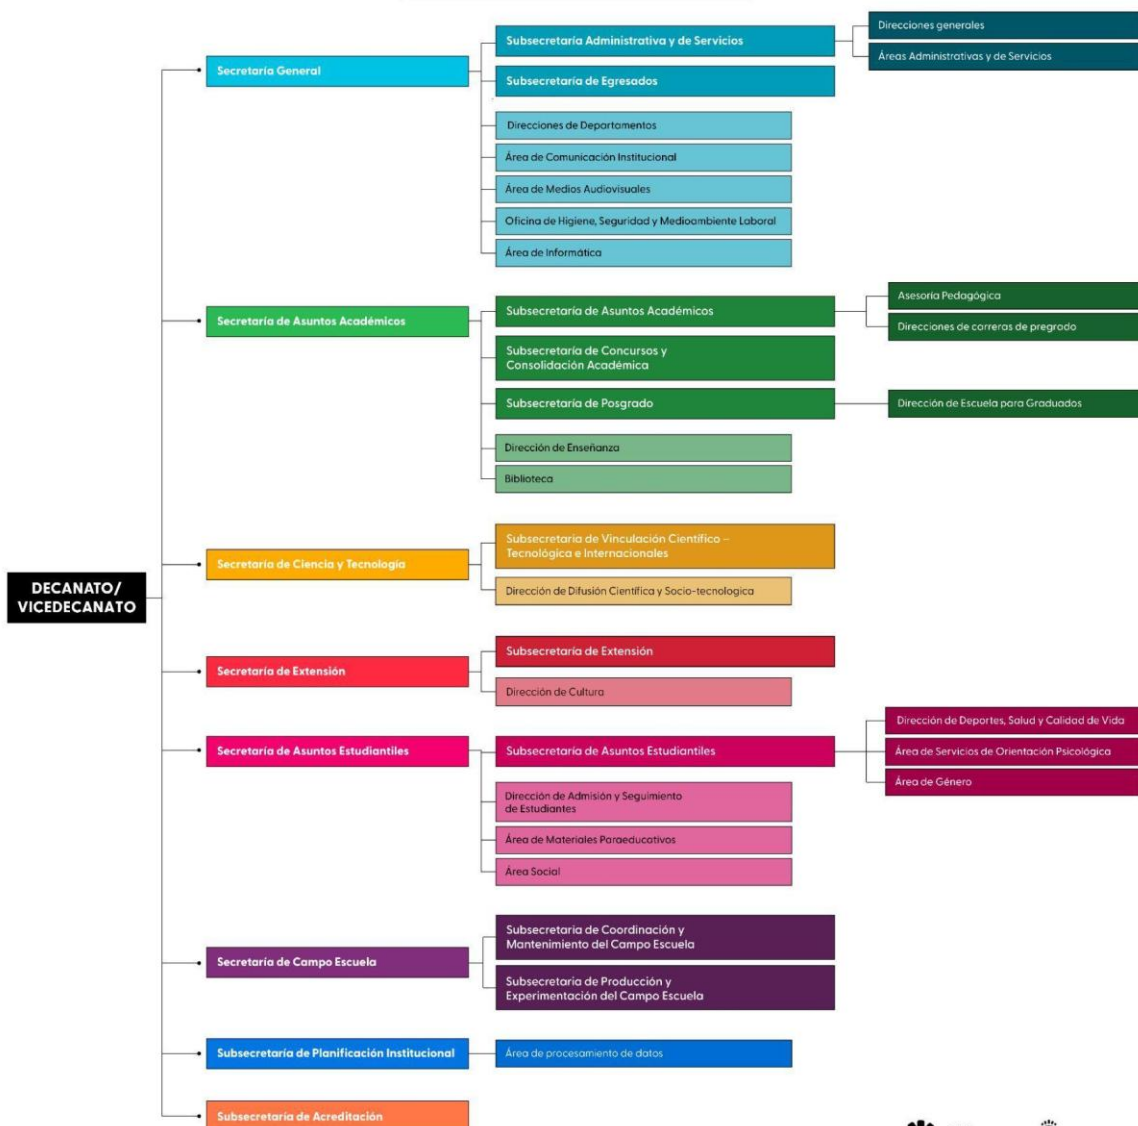 DECANATO/
VICEDECANATO
Secretaría General
Subsecretaría Administrativa y de Servicios
Direcciones generales
Áreas Administrativas y de Servicios
Subsecretaría de Egresados
Direcciones de Departamentos
Área de Comunicación Institucional
Área de Medios Audiovisuales
Oficina de Higiene, Seguridad y Medioambiente Laboral
Área de Informática
Secretaría de Asuntos Académicos
Subsecretaría de Asuntos Académicos
Asesoría Pedagógica
Direcciones de carreras de pregrado
Subsecretaría de Concursos y
Consolidación Académica
Subsecretaría de Posgrado
Dirección de Escuela para Graduados
Dirección de Enseñanza
Biblioteca
Secretaría de Ciencia y Tecnología
Subsecretaria de Vinculación Científico –
Tecnológica e Internacionales
Dirección de Difusión Científica y Socio-tecnologica
Secretaría de Extensión
Subsecretaría de Extensión
Dirección de Cultura
Secretaría de Asuntos Estudiantiles
Subsecretaría de Asuntos Estudiantiles
Dirección de Deportes, Salud y Calidad de Vida
Área de Servicios de Orientación Psicológica
Área de Género
Dirección de Admisión y Seguimiento
de Estudiantes
Área de Materiales Paraeducativos
Área Social
Secretaría de Campo Escuela
Subsecretaria de Coordinación y
Mantenimiento del Campo Escuela
Subsecretaria de Producción y
Experimentación del Campo Escuela
Subsecretaría de Planificación Institucional
Área de procesamiento de datos
Subsecretaría de Acreditación